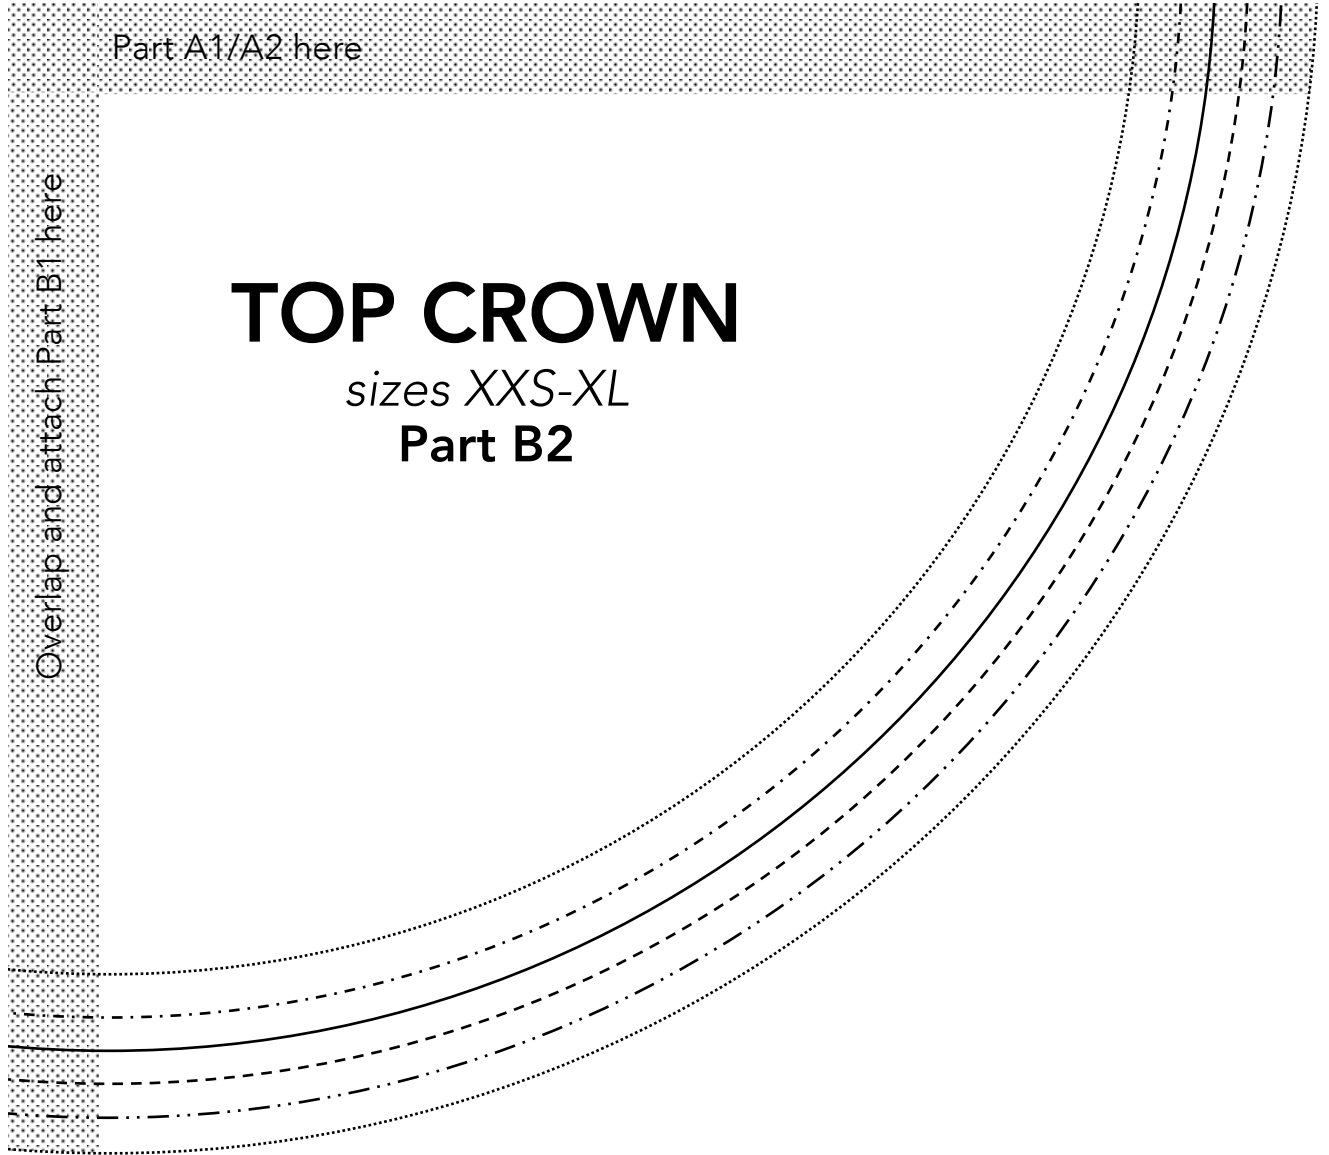 Part A1/A2 here
Overlap and attach Part B1 here
TOP CROWN
sizes XXS-XL
Part B2